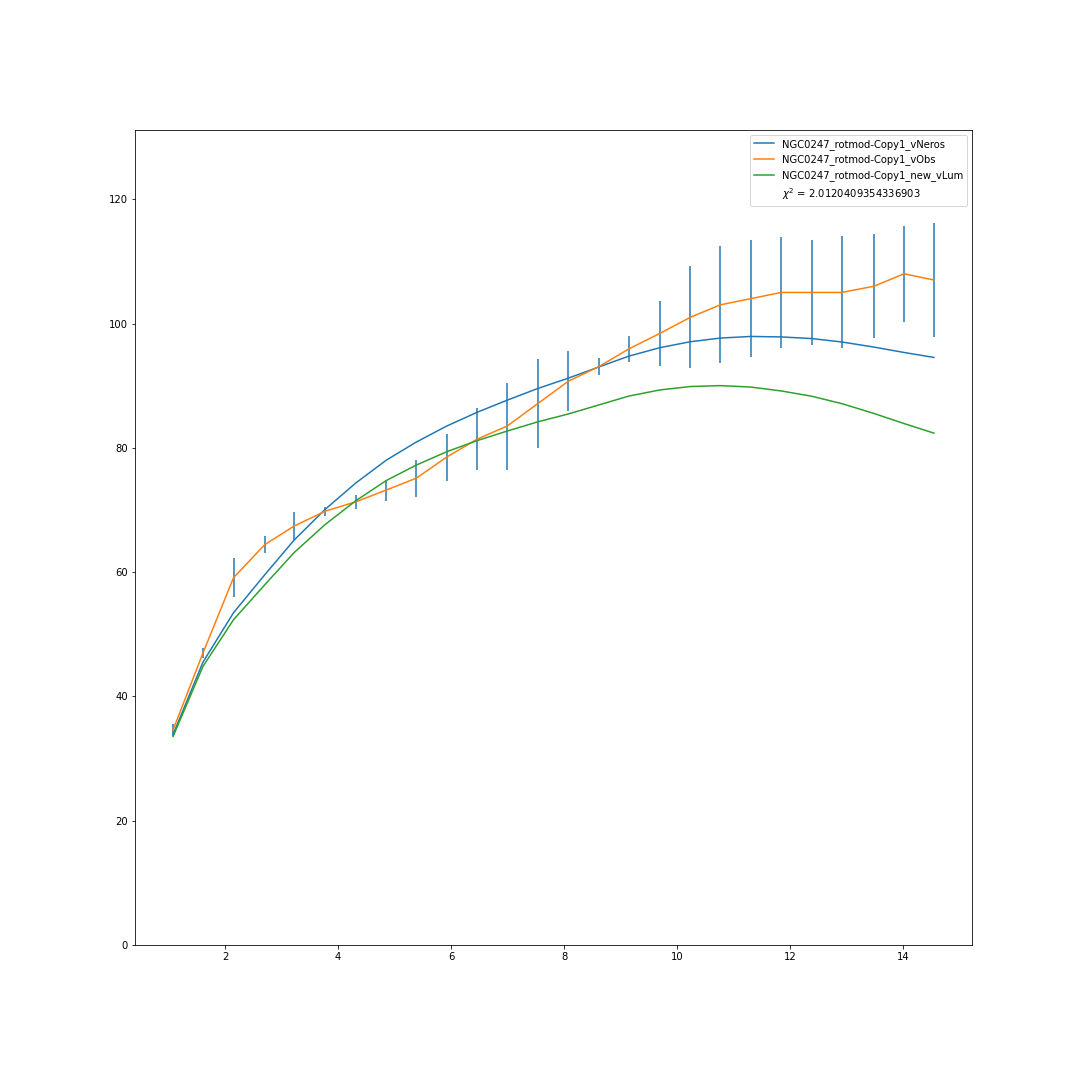 NGC0247_rotmod-Copy1_vNeros
NGC0247_rotmod-Copy1_vObs
NGC0247_rotmod-Copy1_new_vLum
χ² = 2.0120409354336903
120
100
80
60
40
20
0
2 4 6 8 10 12 14